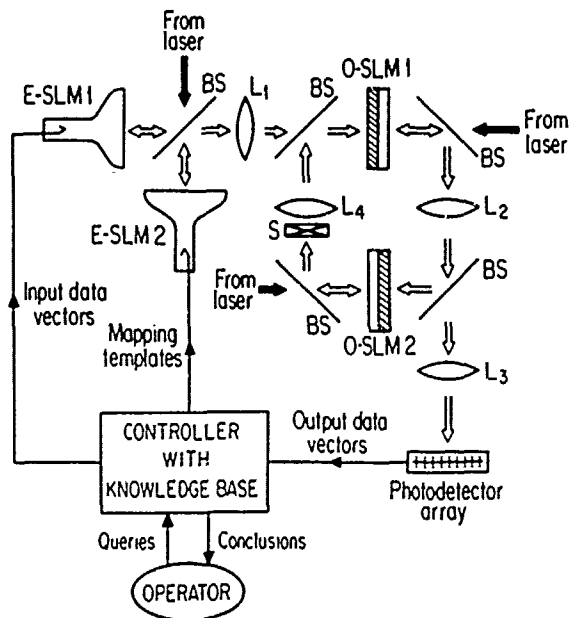 From
laser
BS
L1
BS
O-SLM1
E-SLM1
From
laser
BS
E-SLM2
L4
L2
S
BS
From
laser
BS
O-SLM2
Input data
vectors
Mapping
templates
L3
Output data
vectors
CONTROLLER
WITH
KNOWLEDGE BASE
Photodetector
array
Queries
Conclusions
OPERATOR